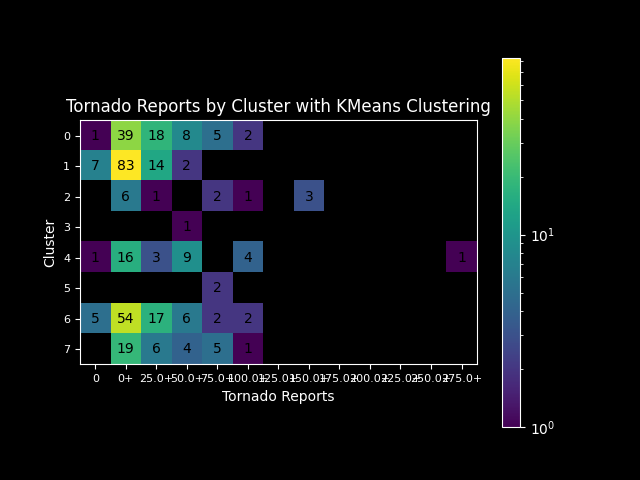 Tornado Reports by Cluster with KMeans Clustering
0 1 39 18 8 5 2
1 7 83 14 2
2 6 1 2 1 3
3 1
4 1 16 3 9 4 1
5 2
6 5 54 17 6 2 2
7 19 6 4 5 1
0 0+ 25.0+ 50.0+ 75.0+ 100.0+ 125.0+ 150.0+ 175.0+ 200.0+ 225.0+ 250.0+ 275.0+
Tornado Reports
Cluster
10¹
10⁰